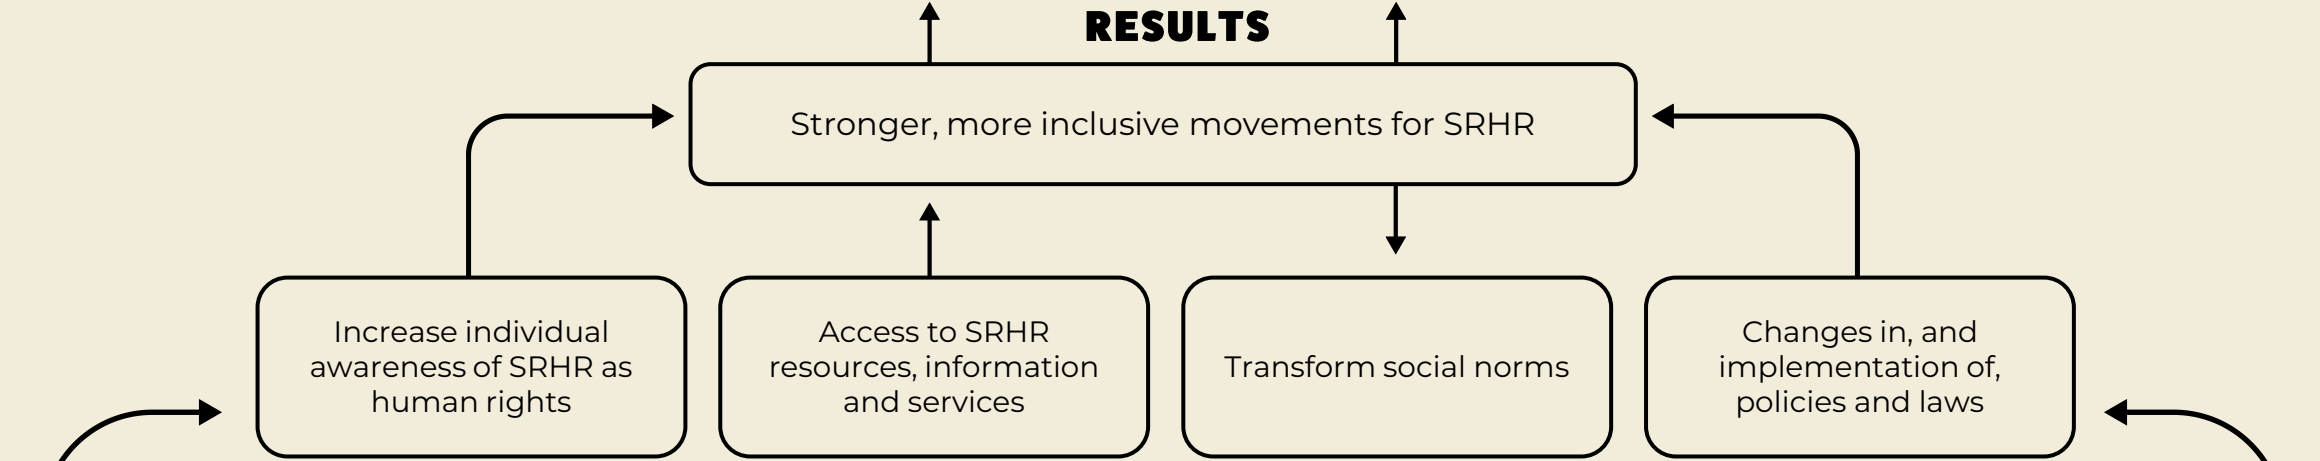 RESULTS
Stronger, more inclusive movements for SRHR
Increase individual
awareness of SRHR as
human rights
Access to SRHR
resources, information
and services
Transform social norms
Changes in, and
implementation of,
policies and laws